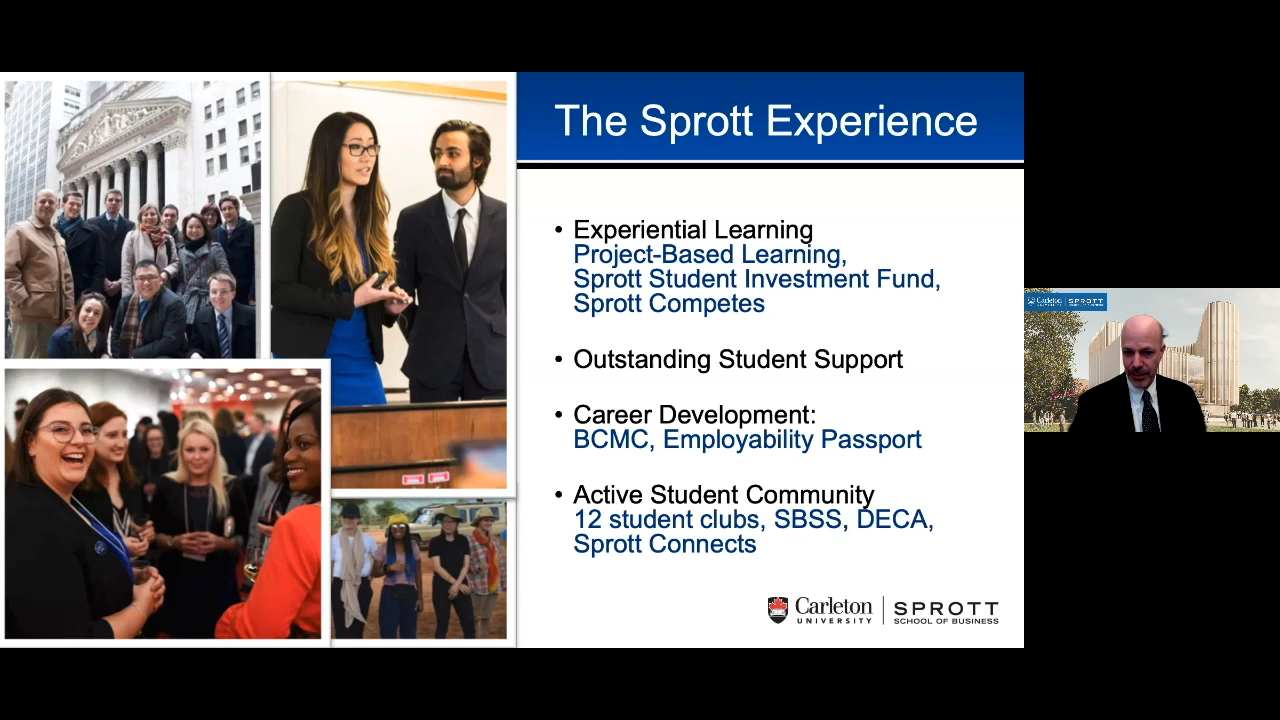 The Sprott Experience
• Experiential Learning
Project-Based Learning,
Sprott Student Investment Fund,
Sprott Competes
• Outstanding Student Support
• Career Development:
BCMC, Employability Passport
• Active Student Community
12 student clubs, SBSS, DECA,
Sprott Connects
Carleton
UNIVERSITY
SPROTT
SCHOOL OF BUSINESS
Carleton
SPROTT